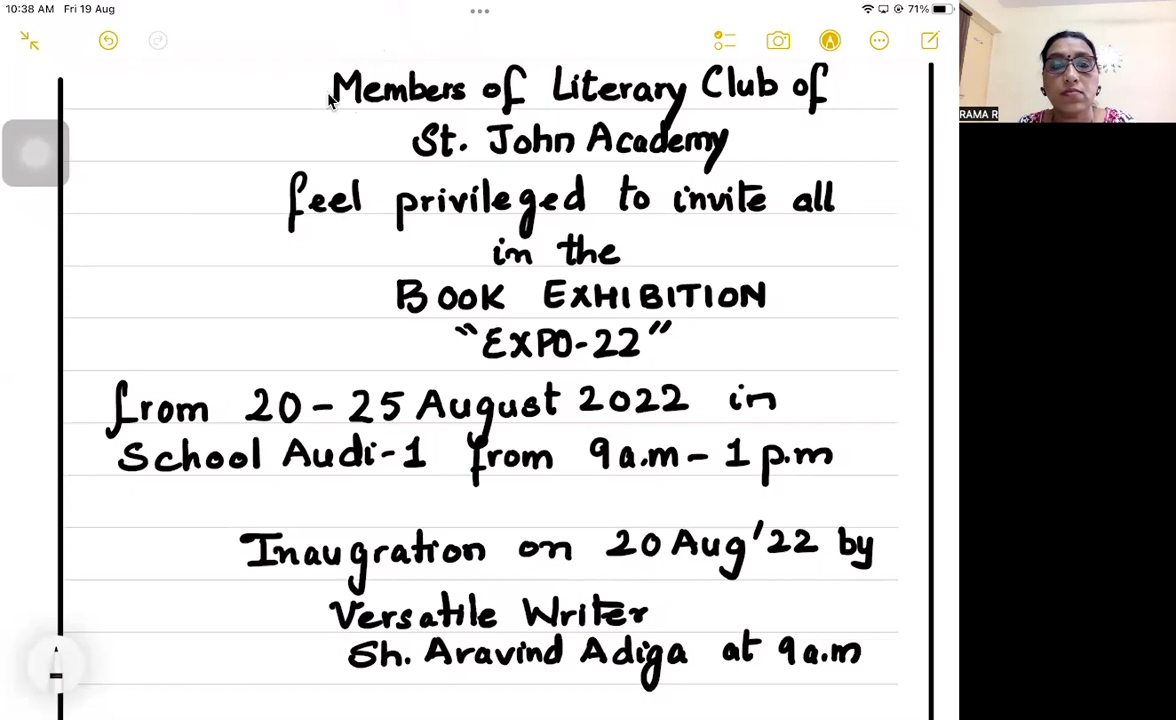 10:38 AM Fri 19 Aug
71%
Members of Literary Club of
St. John Academy
feel privileged to invite all
in the
BOOK EXHIBITION
"EXPO-22"
from 20-25 August 2022 in
School Audi-1 from 9 a.m - 1 p.m
Inaugration on 20 Aug'22 by
Versatile Writer
Sh. Aravind Adiga at 9 a.m
RAMA R